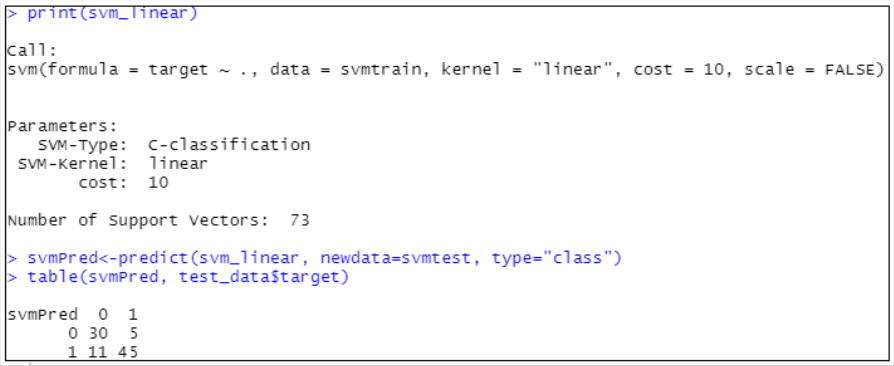 > print(svm_linear)
Call:
svm(formula = target ~ ., data = svmtrain, kernel = "linear", cost = 10, scale = FALSE)
Parameters:
   SVM-Type:  C-classification
 SVM-Kernel:  linear
       cost:  10
Number of Support Vectors:  73
> svmPred<-predict(svm_linear, newdata=svmtest, type="class")
> table(svmPred, test_data$target)
svmPred  0  1
      0 30  5
      1 11 45